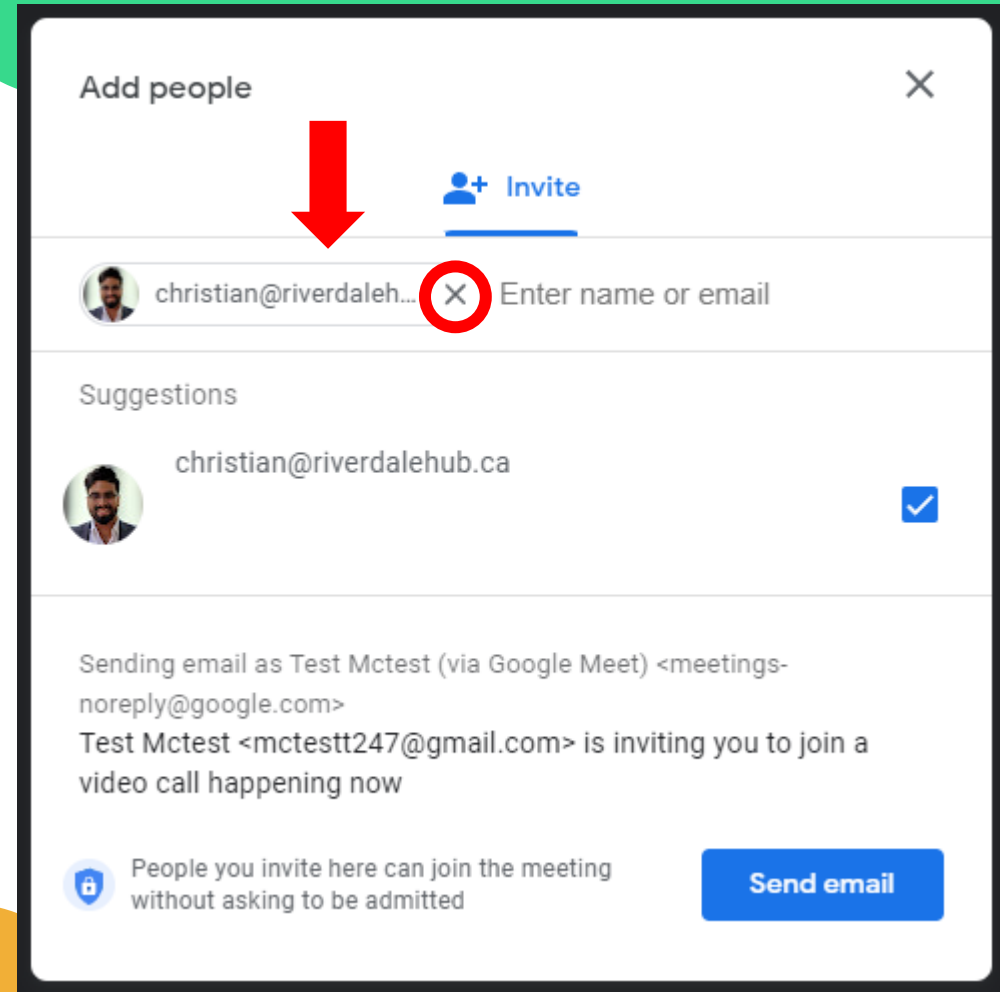 Add people
Invite
christian@riverdaleh... Enter name or email
Suggestions
christian@riverdalehub.ca
Sending email as Test Mctest (via Google Meet) <meetings-
noreply@google.com>
Test Mctest <mctestt247@gmail.com> is inviting you to join a
video call happening now
People you invite here can join the meeting
without asking to be admitted
Send email